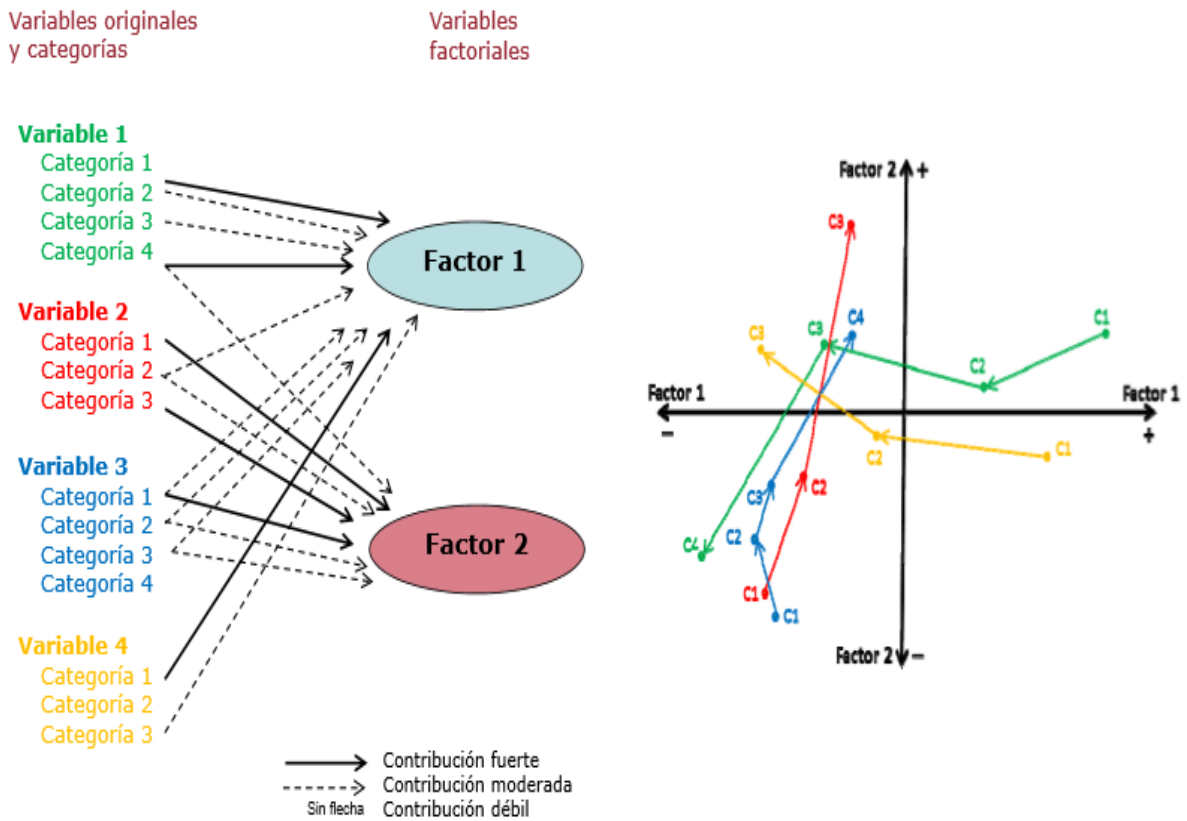 Variables originales
y categorías
Variables
factoriales
Variable 1
Categoría 1
Categoría 2
Categoría 3
Categoría 4
Variable 2
Categoría 1
Categoría 2
Categoría 3
Variable 3
Categoría 1
Categoría 2
Categoría 3
Categoría 4
Variable 4
Categoría 1
Categoría 2
Categoría 3
Factor 1
Factor 2
Contribución fuerte
Contribución moderada
Sin flecha Contribución débil
Factor 2 +
C3
C4
C3
C1
C3
C2
Factor 1
Factor 1
-
+
C2
C1
C3
C2
C2
C4
C1
C1
Factor 2 -